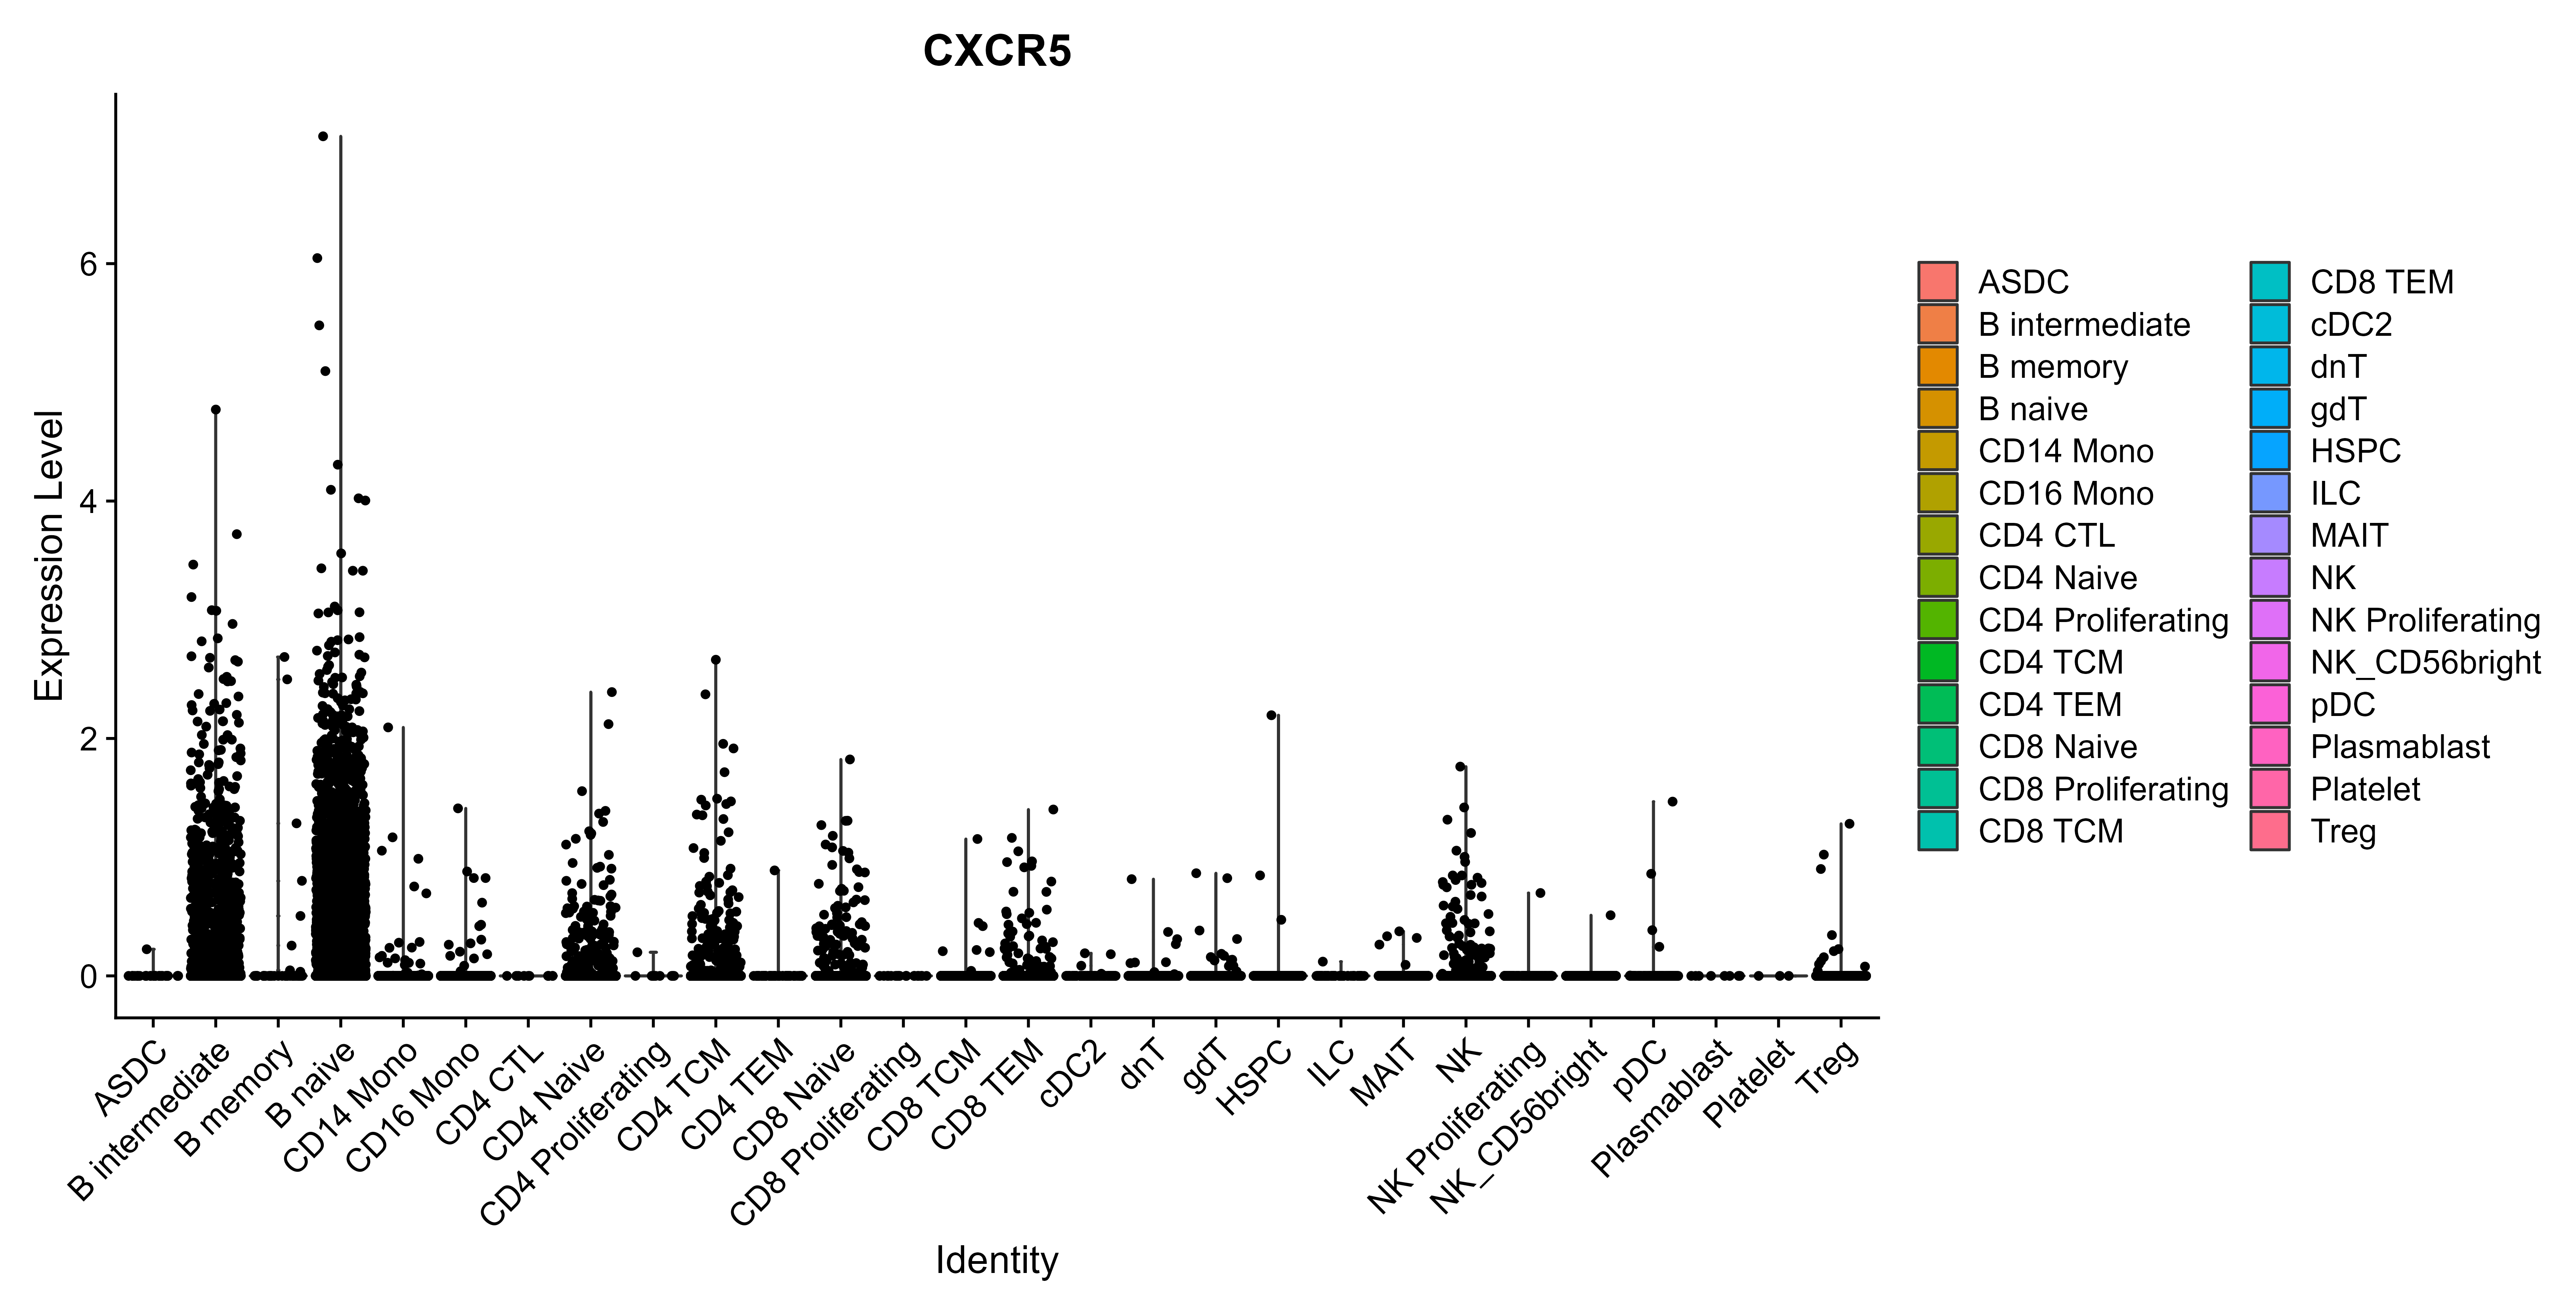 CXCR5
Expression Level
6
4
2
0
ASDC
B intermediate
B memory
B naive
CD14 Mono
CD16 Mono
CD4 CTL
CD4 Naive
CD4 Proliferating
CD4 TCM
CD4 TEM
CD8 Naive
CD8 Proliferating
CD8 TCM
CD8 TEM
cDC2
dnT
gdT
HSPC
ILC
MAIT
NK
NK Proliferating
NK_CD56bright
pDC
Plasmablast
Platelet
Treg
Identity
ASDC
B intermediate
B memory
B naive
CD14 Mono
CD16 Mono
CD4 CTL
CD4 Naive
CD4 Proliferating
CD4 TCM
CD4 TEM
CD8 Naive
CD8 Proliferating
CD8 TCM
CD8 TEM
cDC2
dnT
gdT
HSPC
ILC
MAIT
NK
NK Proliferating
NK_CD56bright
pDC
Plasmablast
Platelet
Treg